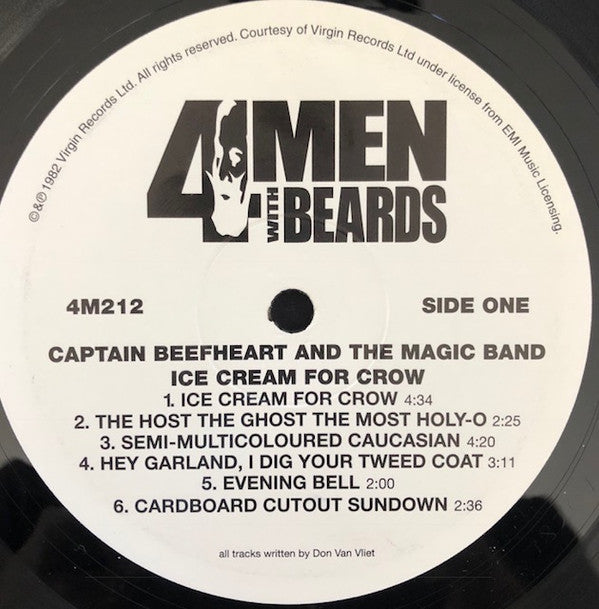 ©&℗ 1982 Virgin Records Ltd. All rights reserved. Courtesy of Virgin Records Ltd under license from EMI Music Licensing.
4 MEN
WITH BEARDS
4M212 SIDE ONE
CAPTAIN BEEFHEART AND THE MAGIC BAND
ICE CREAM FOR CROW
1. ICE CREAM FOR CROW 4:34
2. THE HOST THE GHOST THE MOST HOLY-O 2:25
3. SEMI-MULTICOLOURED CAUCASIAN 4:20
4. HEY GARLAND, I DIG YOUR TWEED COAT 3:11
5. EVENING BELL 2:00
6. CARDBOARD CUTOUT SUNDOWN 2:36
all tracks written by Don Van Vliet